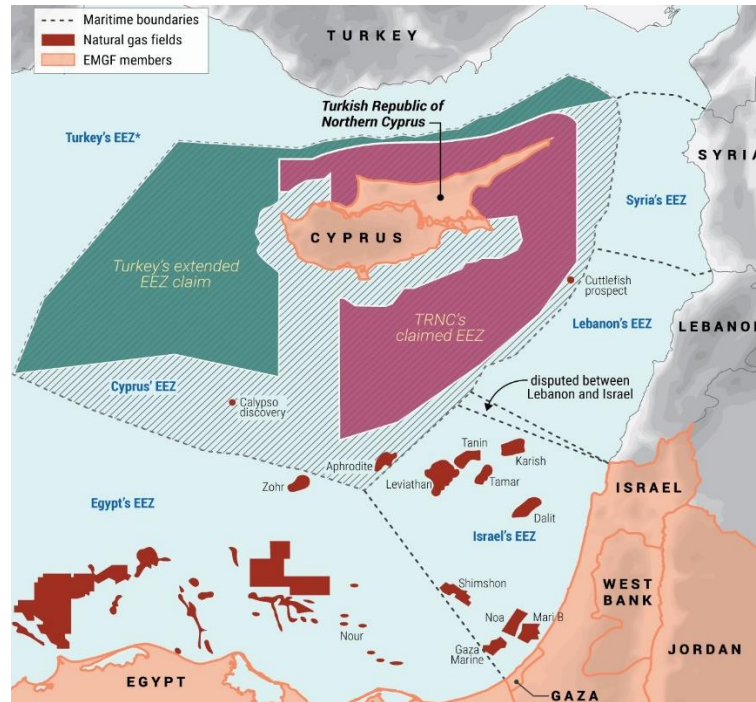 Maritime boundaries
Natural gas fields
EMGF members
TURKEY
Turkish Republic of
Northern Cyprus
Turkey's EEZ*
SYRIA
Syria's EEZ
CYPRUS
Turkey's extended
EEZ claim
Cuttlefish
prospect
TRNC's
claimed EEZ
Lebanon's EEZ
LEBANON
Cyprus' EEZ
disputed between
Lebanon and Israel
Calypso
discovery
Tanin
Karish
Aphrodite
Leviathan
Tamar
Zohr
ISRAEL
Egypt's EEZ
Dalit
Israel's EEZ
Shimshon
WEST
BANK
Noa
Mari B
Nour
Gaza
Marine
JORDAN
EGYPT
GAZA